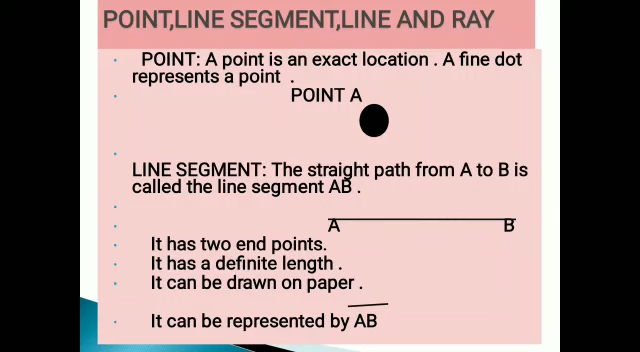 POINT,LINE SEGMENT,LINE AND RAY
POINT: A point is an exact location . A fine dot
represents a point .
POINT A
LINE SEGMENT: The straight path from A to B is
called the line segment AB .
A B
It has two end points.
It has a definite length .
It can be drawn on paper .
It can be represented by AB